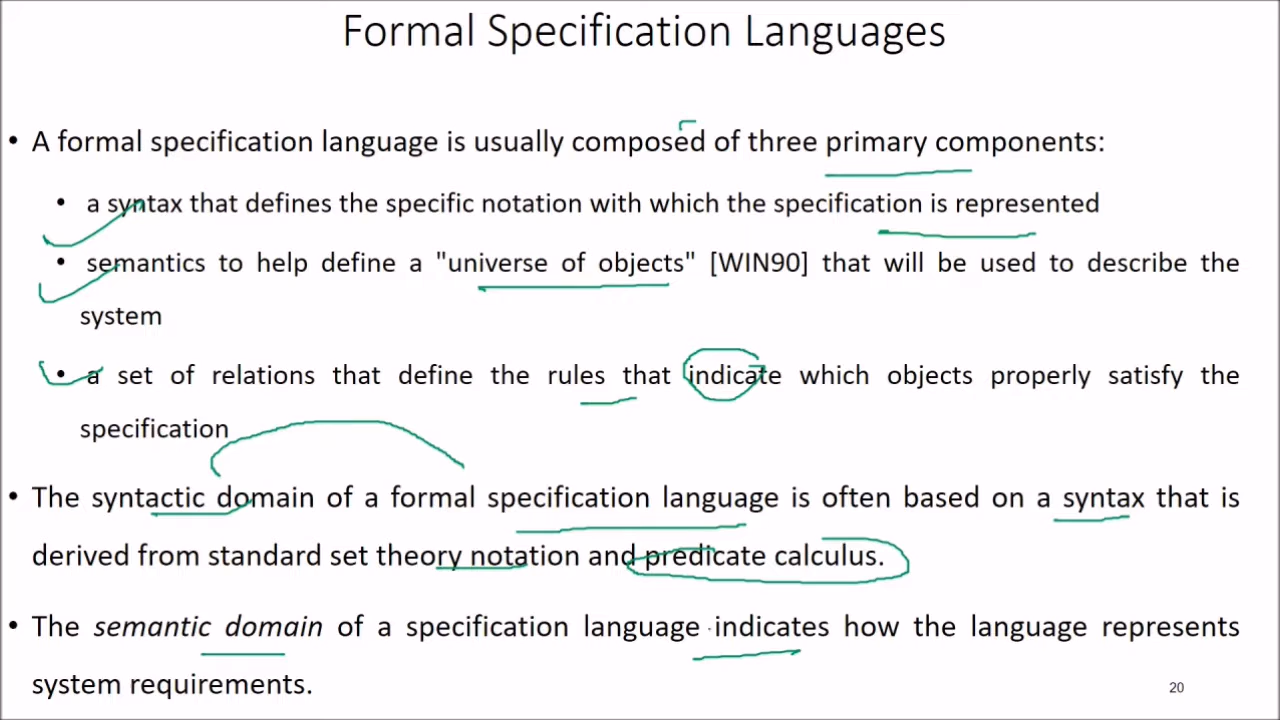 Formal Specification Languages
• A formal specification language is usually composed of three primary components:
• a syntax that defines the specific notation with which the specification is represented
• semantics to help define a "universe of objects" [WIN90] that will be used to describe the
system
• a set of relations that define the rules that indicate which objects properly satisfy the
specification
• The syntactic domain of a formal specification language is often based on a syntax that is
derived from standard set theory notation and predicate calculus.
• The semantic domain of a specification language indicates how the language represents
system requirements.
20